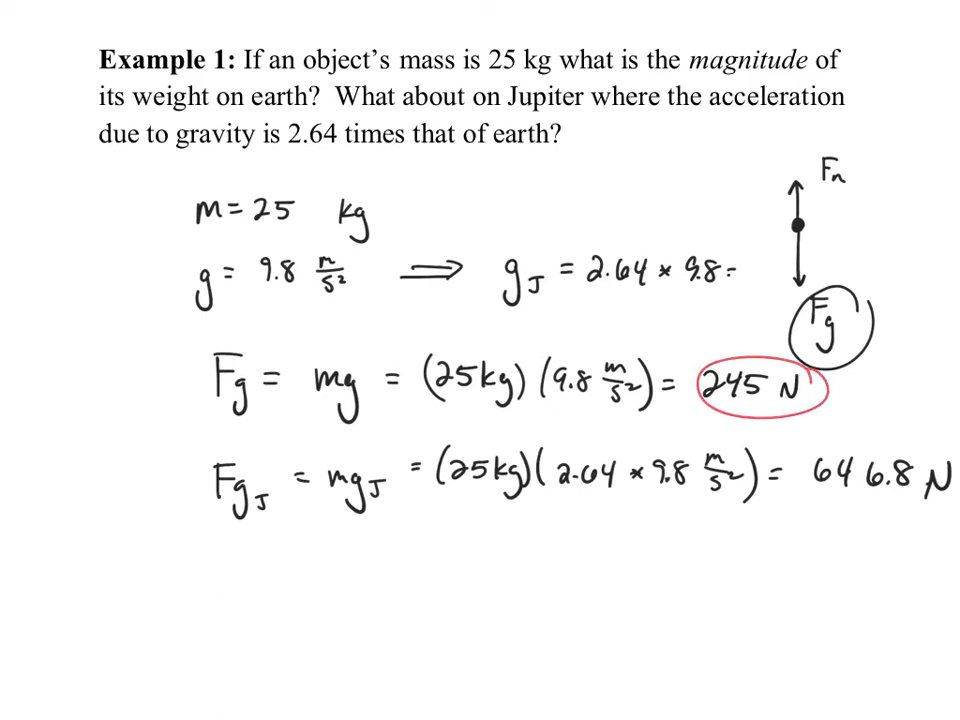 Example 1: If an object's mass is 25 kg what is the magnitude of
its weight on earth? What about on Jupiter where the acceleration
due to gravity is 2.64 times that of earth?
Fn
m = 25 kg
g = 9.8 m/s² ⟹ gJ = 2.64 * 9.8 =
Fg
Fg = mg = (25kg) (9.8 m/s²) = 245 N
FgJ = mgJ = (25kg)(2.64 * 9.8 m/s²) = 646.8 N